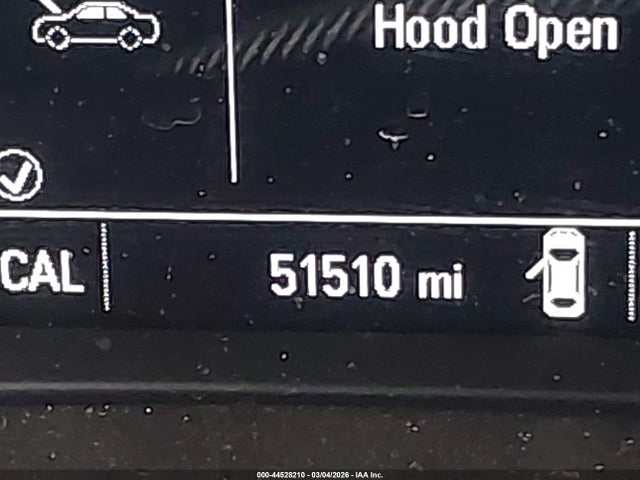 Hood Open
CAL
51510 mi
000-44528210 - 03/04/2026 - IAA Inc.